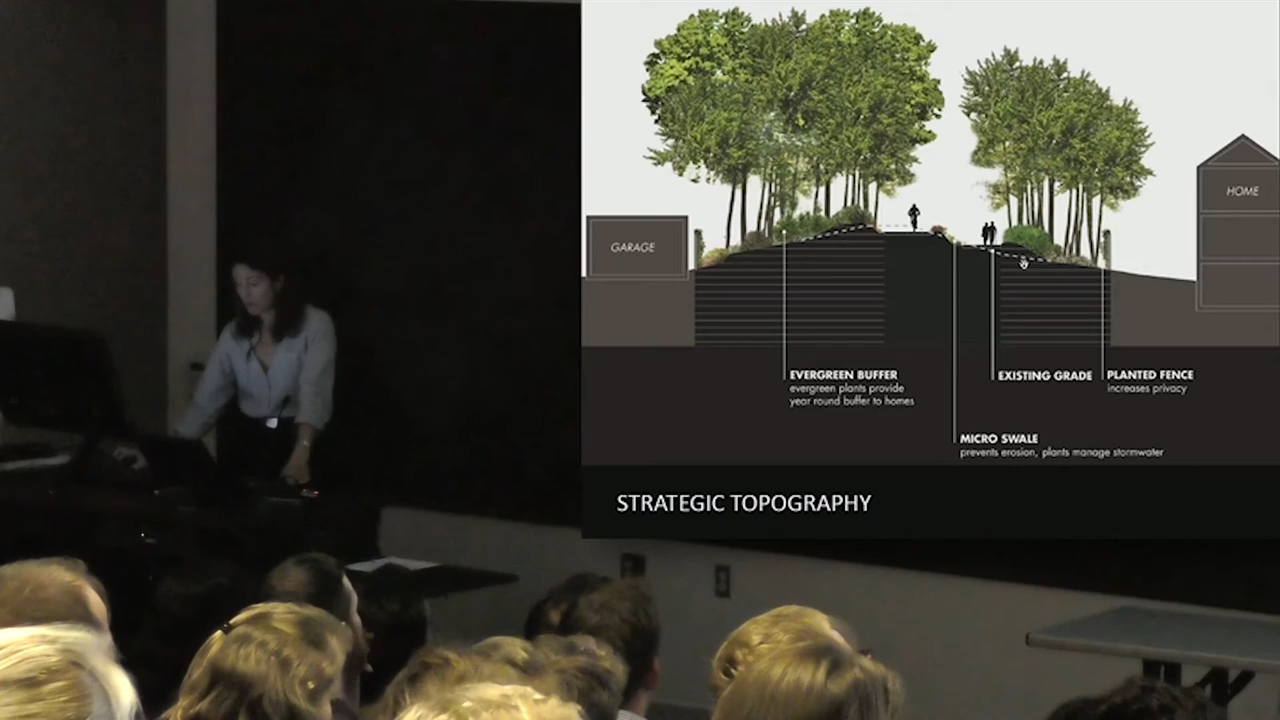 HOME
GARAGE
EVERGREEN BUFFER
evergreen plants provide
year round buffer to homes
EXISTING GRADE
PLANTED FENCE
increases privacy
MICRO SWALE
prevents erosion, plants manage stormwater
STRATEGIC TOPOGRAPHY